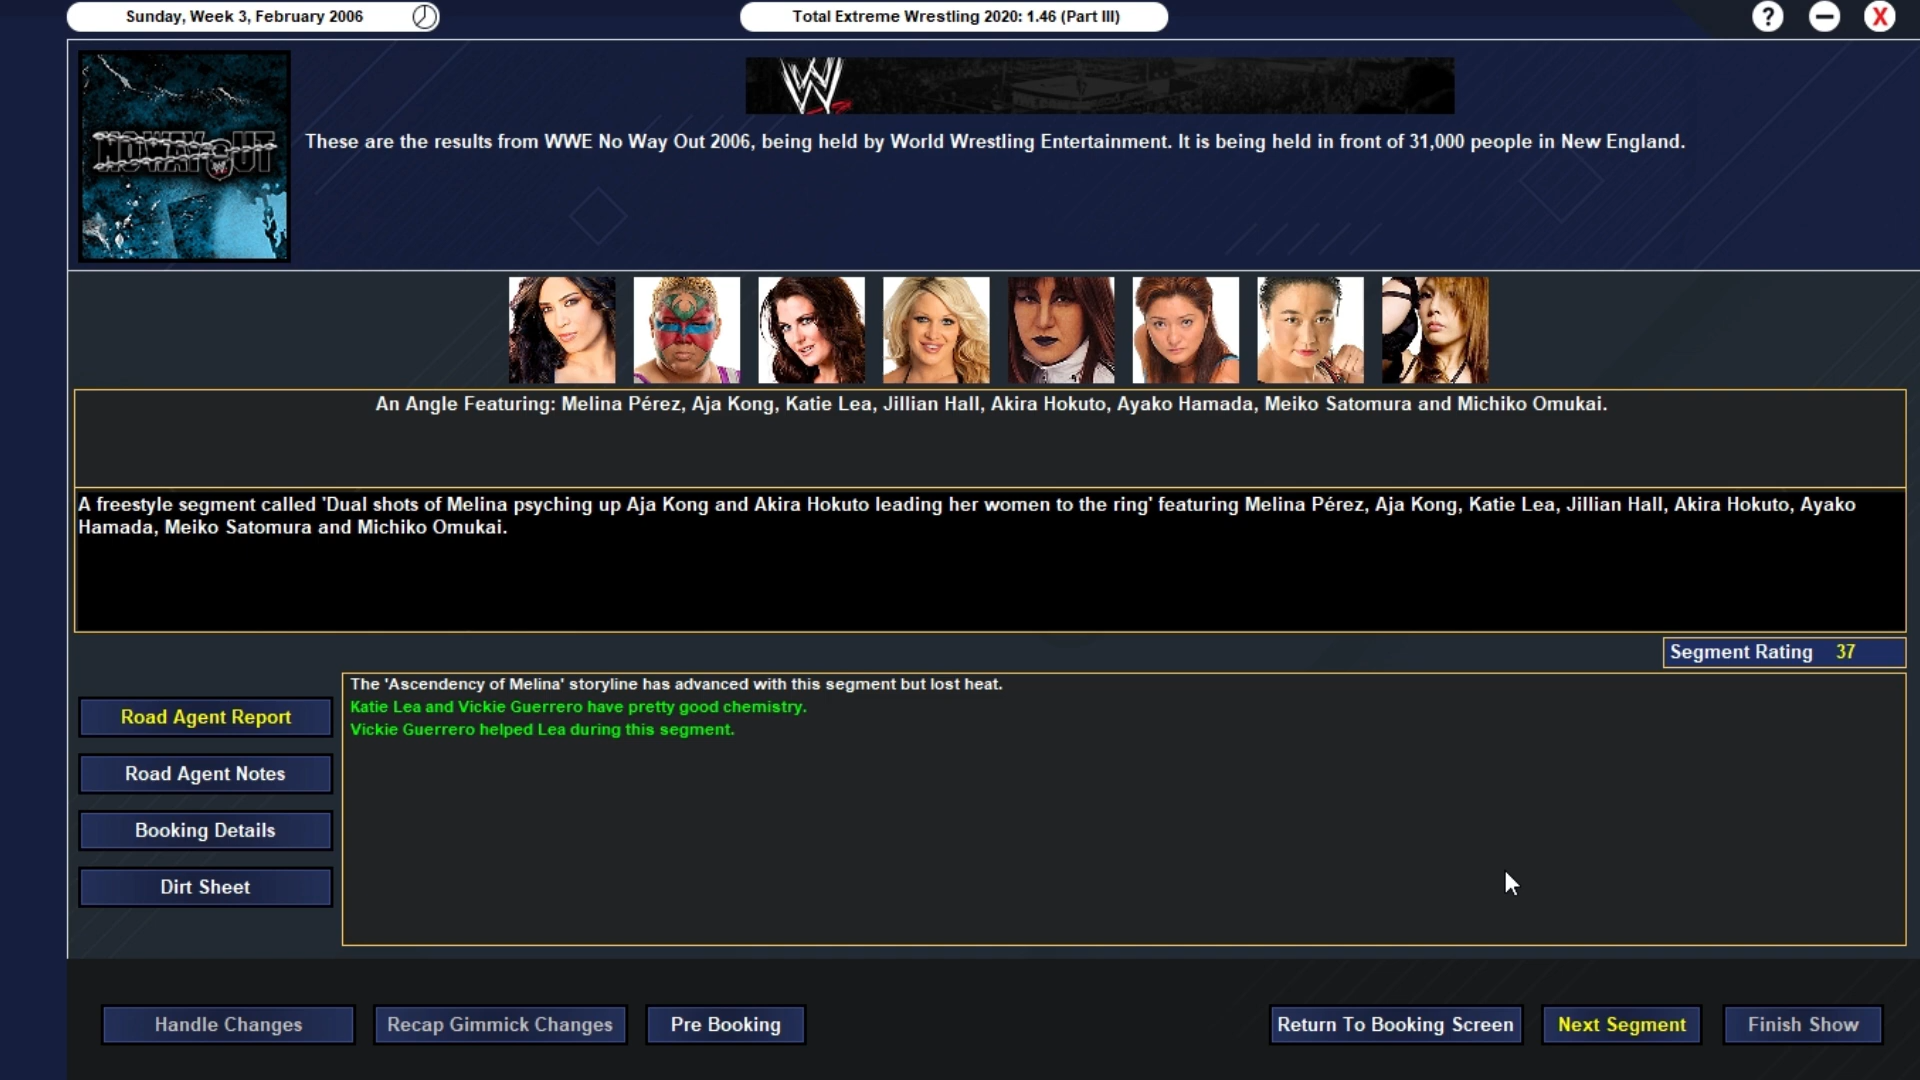 Sunday, Week 3, February 2006
Total Extreme Wrestling 2020: 1.46 (Part III)
?
X
W
NO WAY OUT
These are the results from WWE No Way Out 2006, being held by World Wrestling Entertainment. It is being held in front of 31,000 people in New England.
An Angle Featuring: Melina Pérez, Aja Kong, Katie Lea, Jillian Hall, Akira Hokuto, Ayako Hamada, Meiko Satomura and Michiko Omukai.
A freestyle segment called 'Dual shots of Melina psyching up Aja Kong and Akira Hokuto leading her women to the ring' featuring Melina Pérez, Aja Kong, Katie Lea, Jillian Hall, Akira Hokuto, Ayako
Hamada, Meiko Satomura and Michiko Omukai.
Segment Rating 37
The 'Ascendency of Melina' storyline has advanced with this segment but lost heat.
Katie Lea and Vickie Guerrero have pretty good chemistry.
Vickie Guerrero helped Lea during this segment.
Road Agent Report
Road Agent Notes
Booking Details
Dirt Sheet
Handle Changes
Recap Gimmick Changes
Pre Booking
Return To Booking Screen
Next Segment
Finish Show